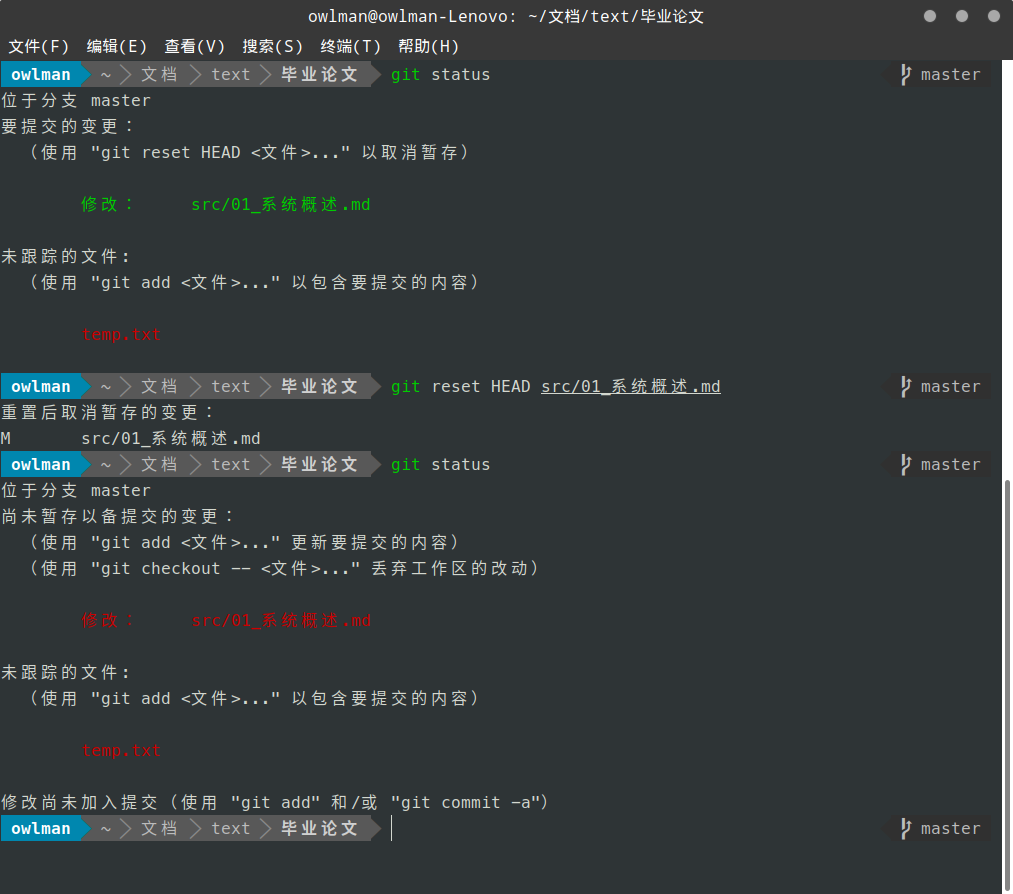 owlman@owlman-Lenovo: ~/文档/text/毕业论文
文件(F) 编辑(E) 查看(V) 搜索(S) 终端(T) 帮助(H)
owlman ~ 文档 text 毕业论文 git status master
位于分支 master
要提交的变更：
（使用 "git reset HEAD <文件>..." 以取消暂存）
修改： src/01_系统概述.md
未跟踪的文件:
（使用 "git add <文件>..." 以包含要提交的内容）
temp.txt
owlman ~ 文档 text 毕业论文 git reset HEAD src/01_系统概述.md master
重置后取消暂存的变更：
M src/01_系统概述.md
owlman ~ 文档 text 毕业论文 git status master
位于分支 master
尚未暂存以备提交的变更：
（使用 "git add <文件>..." 更新要提交的内容）
（使用 "git checkout -- <文件>..." 丢弃工作区的改动）
修改： src/01_系统概述.md
未跟踪的文件:
（使用 "git add <文件>..." 以包含要提交的内容）
temp.txt
修改尚未加入提交（使用 "git add" 和/或 "git commit -a"）
owlman ~ 文档 text 毕业论文 master